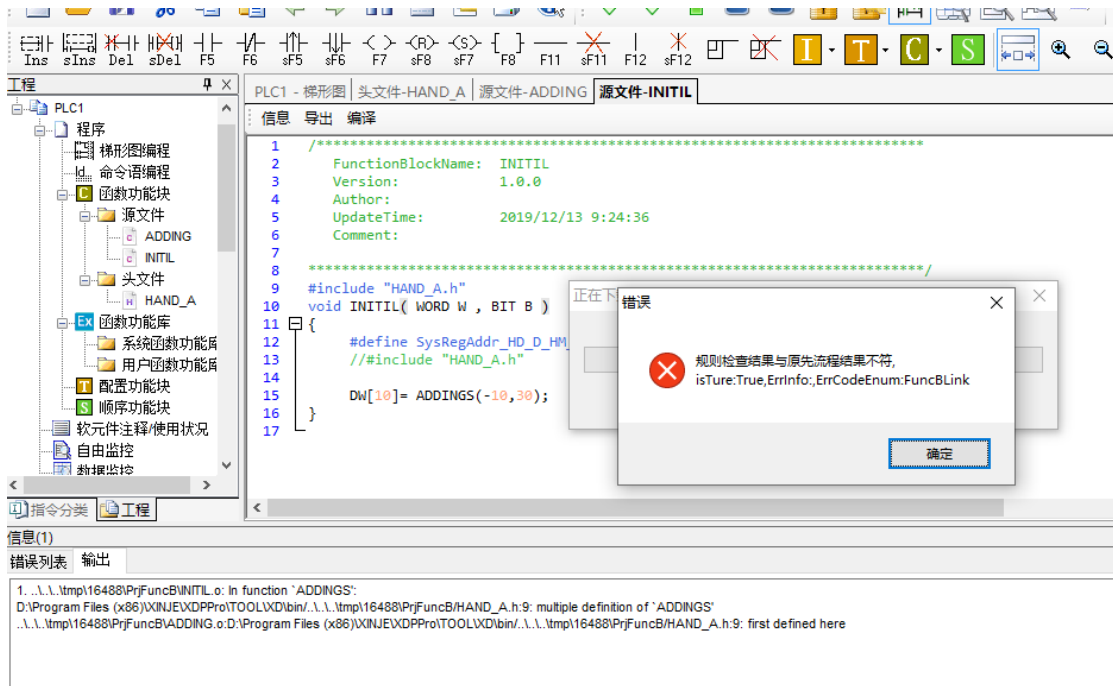 Ins sIns Del sDel F5 F6 sF5 sF6 F7 sF8 sF7 F8 F11 sF11 F12 sF12 I T C S
工程
PLC1
程序
梯形图编程
命令语编程
C 函数功能块
源文件
ADDING
INITIL
头文件
HAND_A
Ex 函数功能库
系统函数功能库
用户函数功能库
T 配置功能块
S 顺序功能块
软元件注释/使用状况
自由监控
数据监控
指令分类 工程
PLC1 - 梯形图 头文件-HAND_A 源文件-ADDING 源文件-INITIL
信息 导出 编译
1 /**************************************************************************
2 FunctionBlockName: INITIL
3 Version: 1.0.0
4 Author:
5 UpdateTime: 2019/12/13 9:24:36
6 Comment:
7
8 **************************************************************************/
9 #include "HAND_A.h"
10 void INITIL( WORD W , BIT B )
11 {
12 #define SysRegAddr_HD_D_HM_
13 //#include "HAND_A.h"
14
15 DW[10]= ADDINGS(-10,30);
16 }
17
正在下
错误
规则检查结果与原先流程结果不符,
isTure:True,ErrInfo:,ErrCodeEnum:FuncBLink
确定
信息(1)
错误列表 输出
1. ..\..\..\tmp\16488\PrjFuncB\INITIL.o: In function `ADDINGS':
D:\Program Files (x86)\XINJE\XDPPro\TOOL\XD\bin/..\..\..\tmp\16488\PrjFuncB/HAND_A.h:9: multiple definition of `ADDINGS'
..\..\..\tmp\16488\PrjFuncB\ADDING.o:D:\Program Files (x86)\XINJE\XDPPro\TOOL\XD\bin/..\..\..\tmp\16488\PrjFuncB/HAND_A.h:9: first defined here